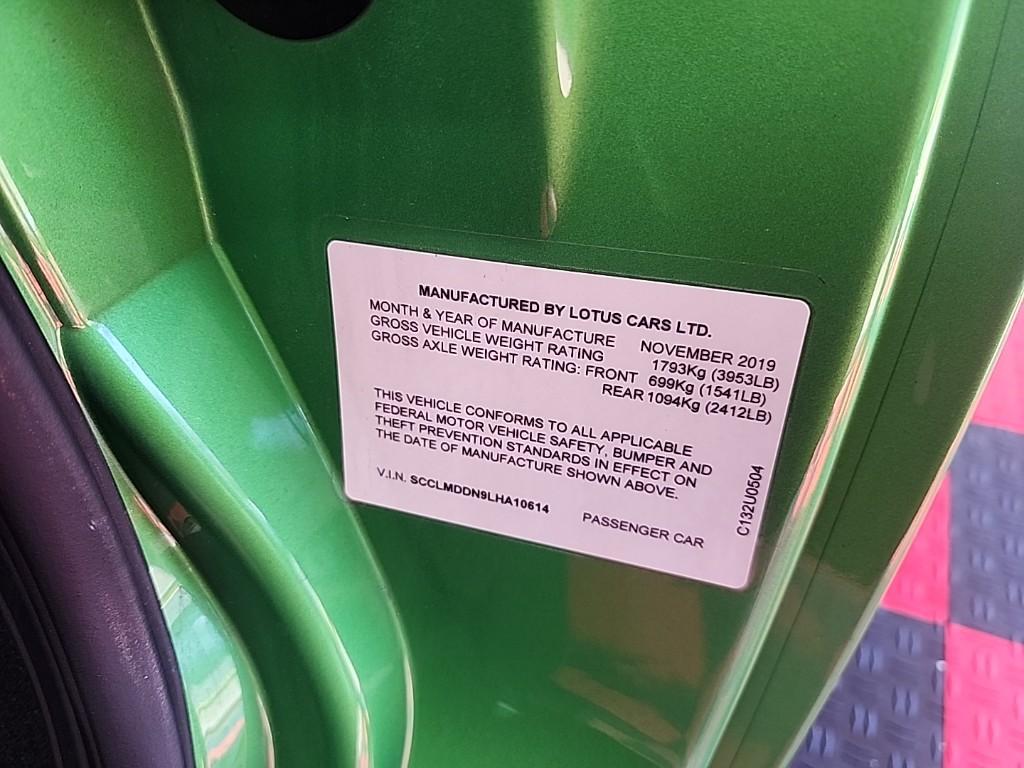 MANUFACTURED BY LOTUS CARS LTD.
MONTH & YEAR OF MANUFACTURE NOVEMBER 2019
GROSS VEHICLE WEIGHT RATING 1793Kg (3953LB)
GROSS AXLE WEIGHT RATING: FRONT 699Kg (1541LB)
REAR 1094Kg (2412LB)
THIS VEHICLE CONFORMS TO ALL APPLICABLE
FEDERAL MOTOR VEHICLE SAFETY, BUMPER AND
THEFT PREVENTION STANDARDS IN EFFECT ON
THE DATE OF MANUFACTURE SHOWN ABOVE.
V.I.N. SCCLMDDN9LHA10614 PASSENGER CAR
C132U0504